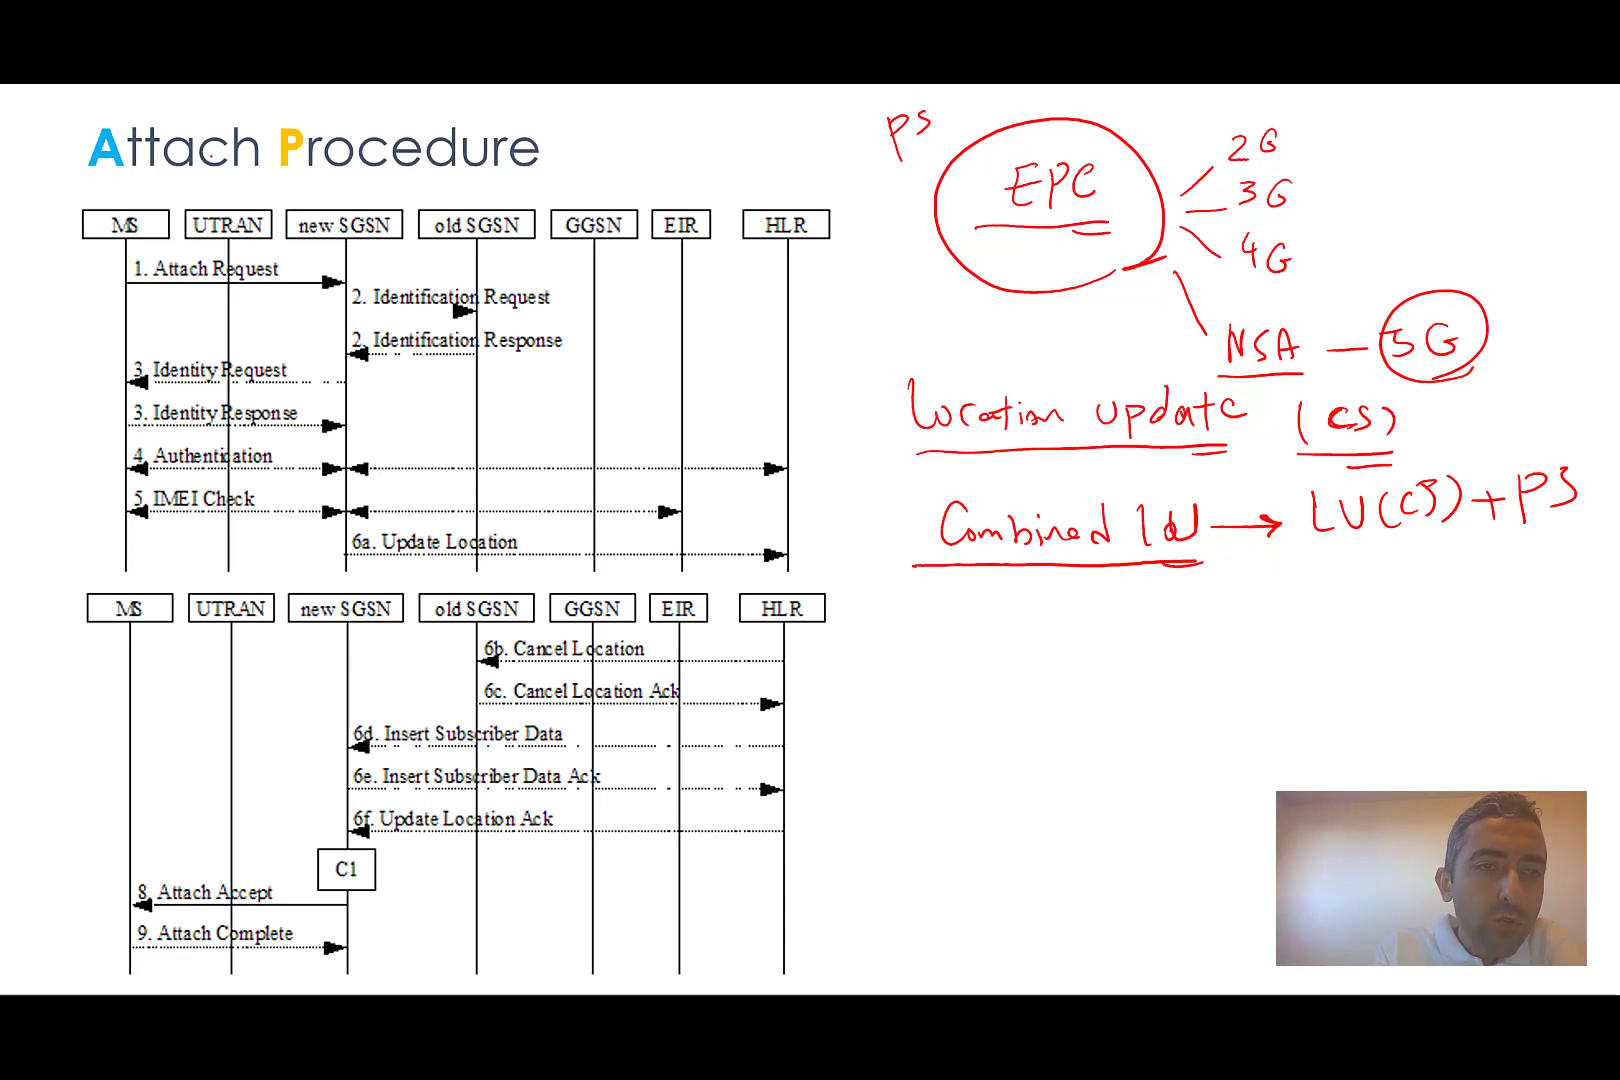 Attach Procedure
MS UTRAN new SGSN old SGSN GGSN EIR HLR
1. Attach Request
2. Identification Request
2. Identification Response
3. Identity Request
3. Identity Response
4. Authentication
5. IMEI Check
6a. Update Location
MS UTRAN new SGSN old SGSN GGSN EIR HLR
6b. Cancel Location
6c. Cancel Location Ack
6d. Insert Subscriber Data
6e. Insert Subscriber Data Ack
6f. Update Location Ack
C1
8. Attach Accept
9. Attach Complete
PS
EPC
2G
3G
4G
NSA — 5G
Location update (CS)
Combined → LU(CS) + PS